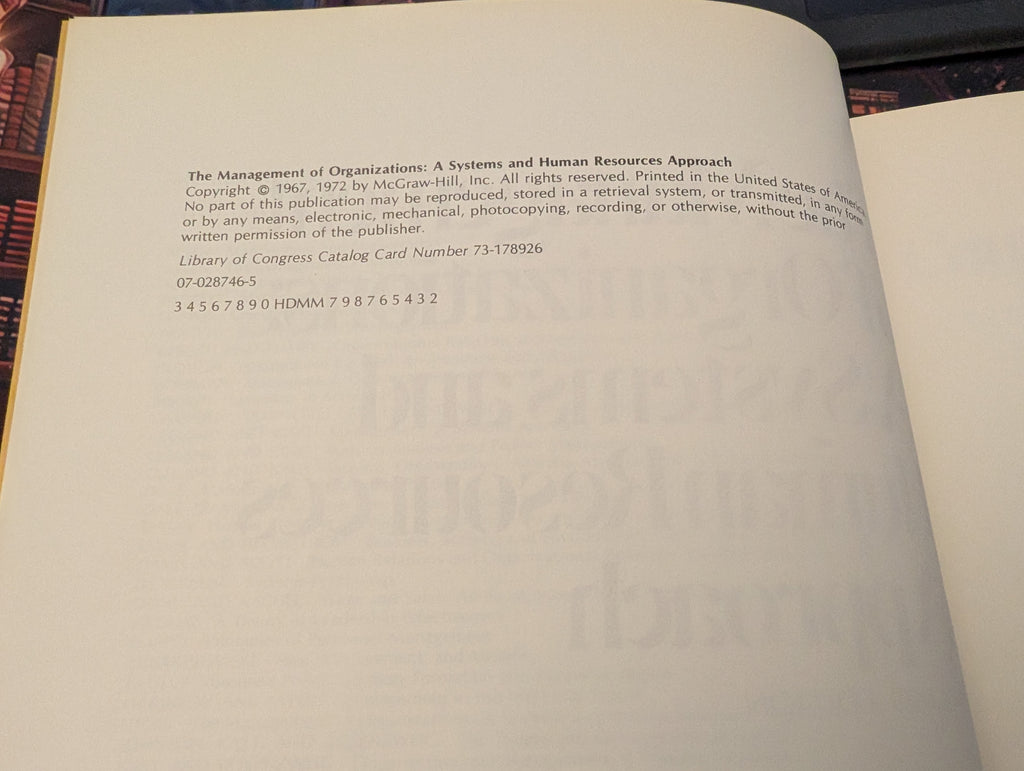 The Management of Organizations: A Systems and Human Resources Approach
Copyright © 1967, 1972 by McGraw-Hill, Inc. All rights reserved. Printed in the United States of America
No part of this publication may be reproduced, stored in a retrieval system, or transmitted, in any form
or by any means, electronic, mechanical, photocopying, recording, or otherwise, without the prior
written permission of the publisher.
Library of Congress Catalog Card Number 73-178926
07-028746-5
3 4 5 6 7 8 9 0 HDMM 7 9 8 7 6 5 4 3 2